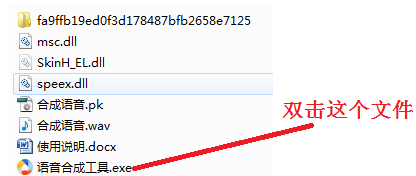 fa9ffb19ed0f3d178487bfb2658e7125
msc.dll
SkinH_EL.dll
speex.dll
合成语音.pk
合成语音.wav
使用说明.docx
语音合成工具.exe
双击这个文件